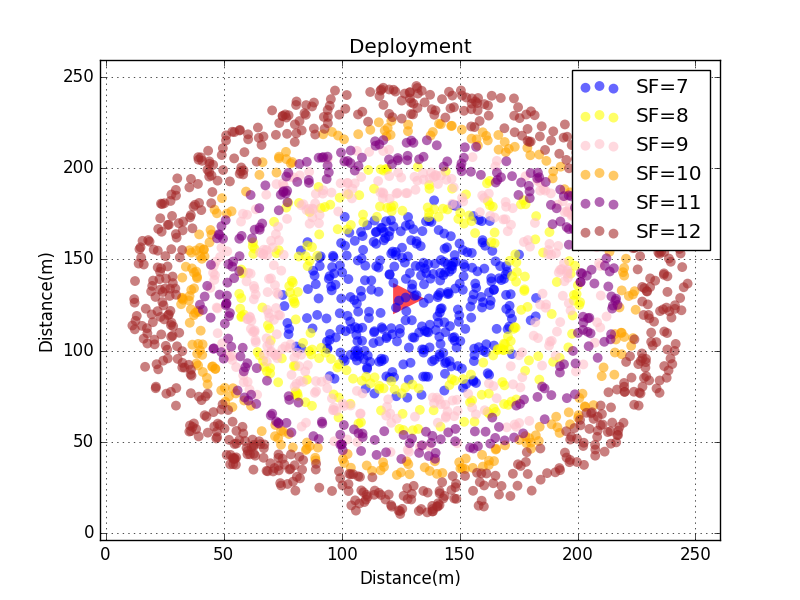 Deployment
250
200
150
100
50
0
Distance(m)
0
50
100
150
200
250
Distance(m)
SF=7
SF=8
SF=9
SF=10
SF=11
SF=12